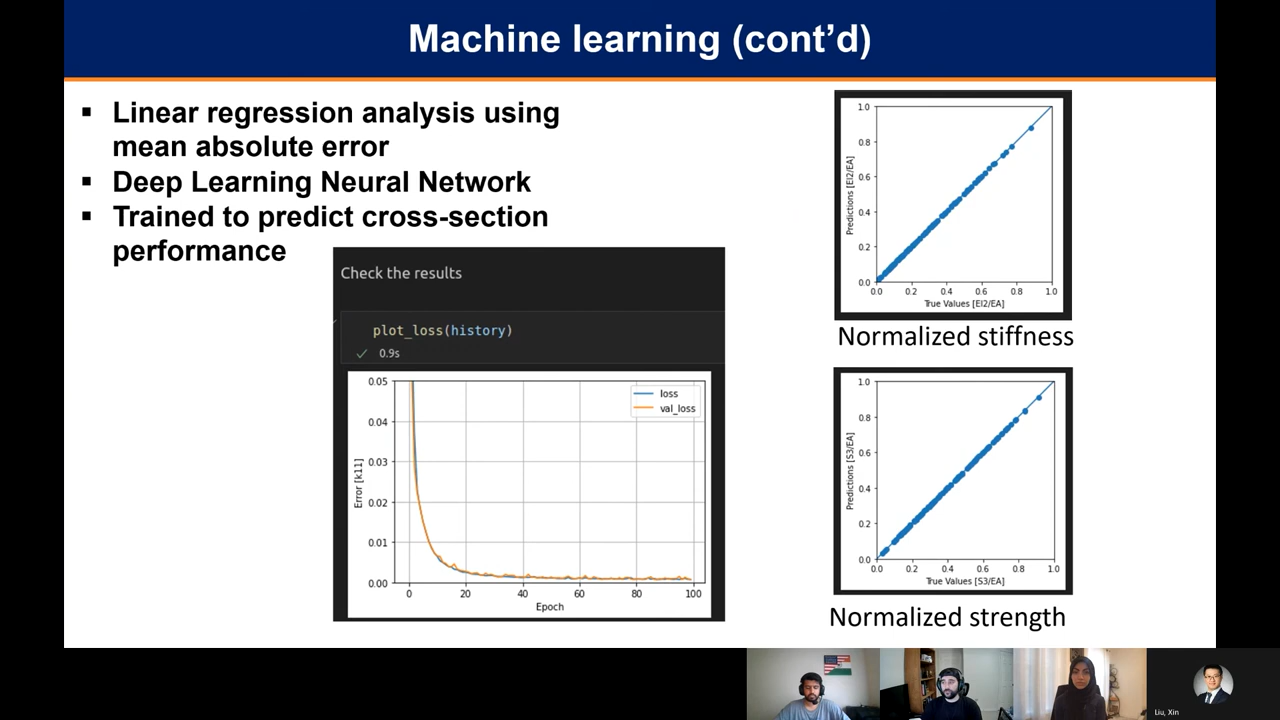 Machine learning (cont'd)
▪ Linear regression analysis using
mean absolute error
▪ Deep Learning Neural Network
▪ Trained to predict cross-section
performance
Check the results
plot_loss(history)
✓ 0.9s
0.05
0.04
0.03
0.02
0.01
0.00
Error [k11]
loss
val_loss
0 20 40 60 80 100
Epoch
1.0
0.8
0.6
0.4
0.2
0.0
Predictions [EI2/EA]
0.0 0.2 0.4 0.6 0.8 1.0
True Values [EI2/EA]
Normalized stiffness
1.0
0.8
0.6
0.4
0.2
0.0
Predictions [S3/EA]
0.0 0.2 0.4 0.6 0.8 1.0
True Values [S3/EA]
Normalized strength
Liu, Xin